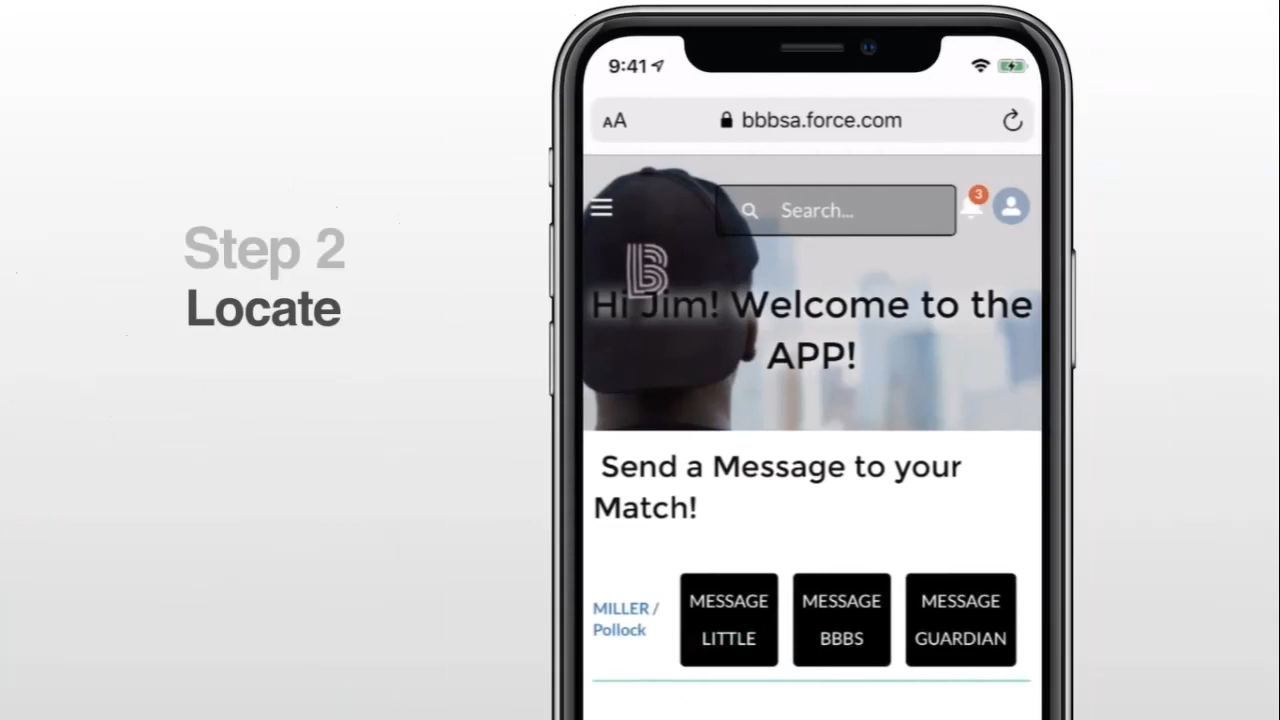 Step 2
Locate
9:41
AA
bbbsa.force.com
Search...
3
B
Hi Jim! Welcome to the
APP!
Send a Message to your
Match!
MILLER /
Pollock
MESSAGE
LITTLE
MESSAGE
BBBS
MESSAGE
GUARDIAN